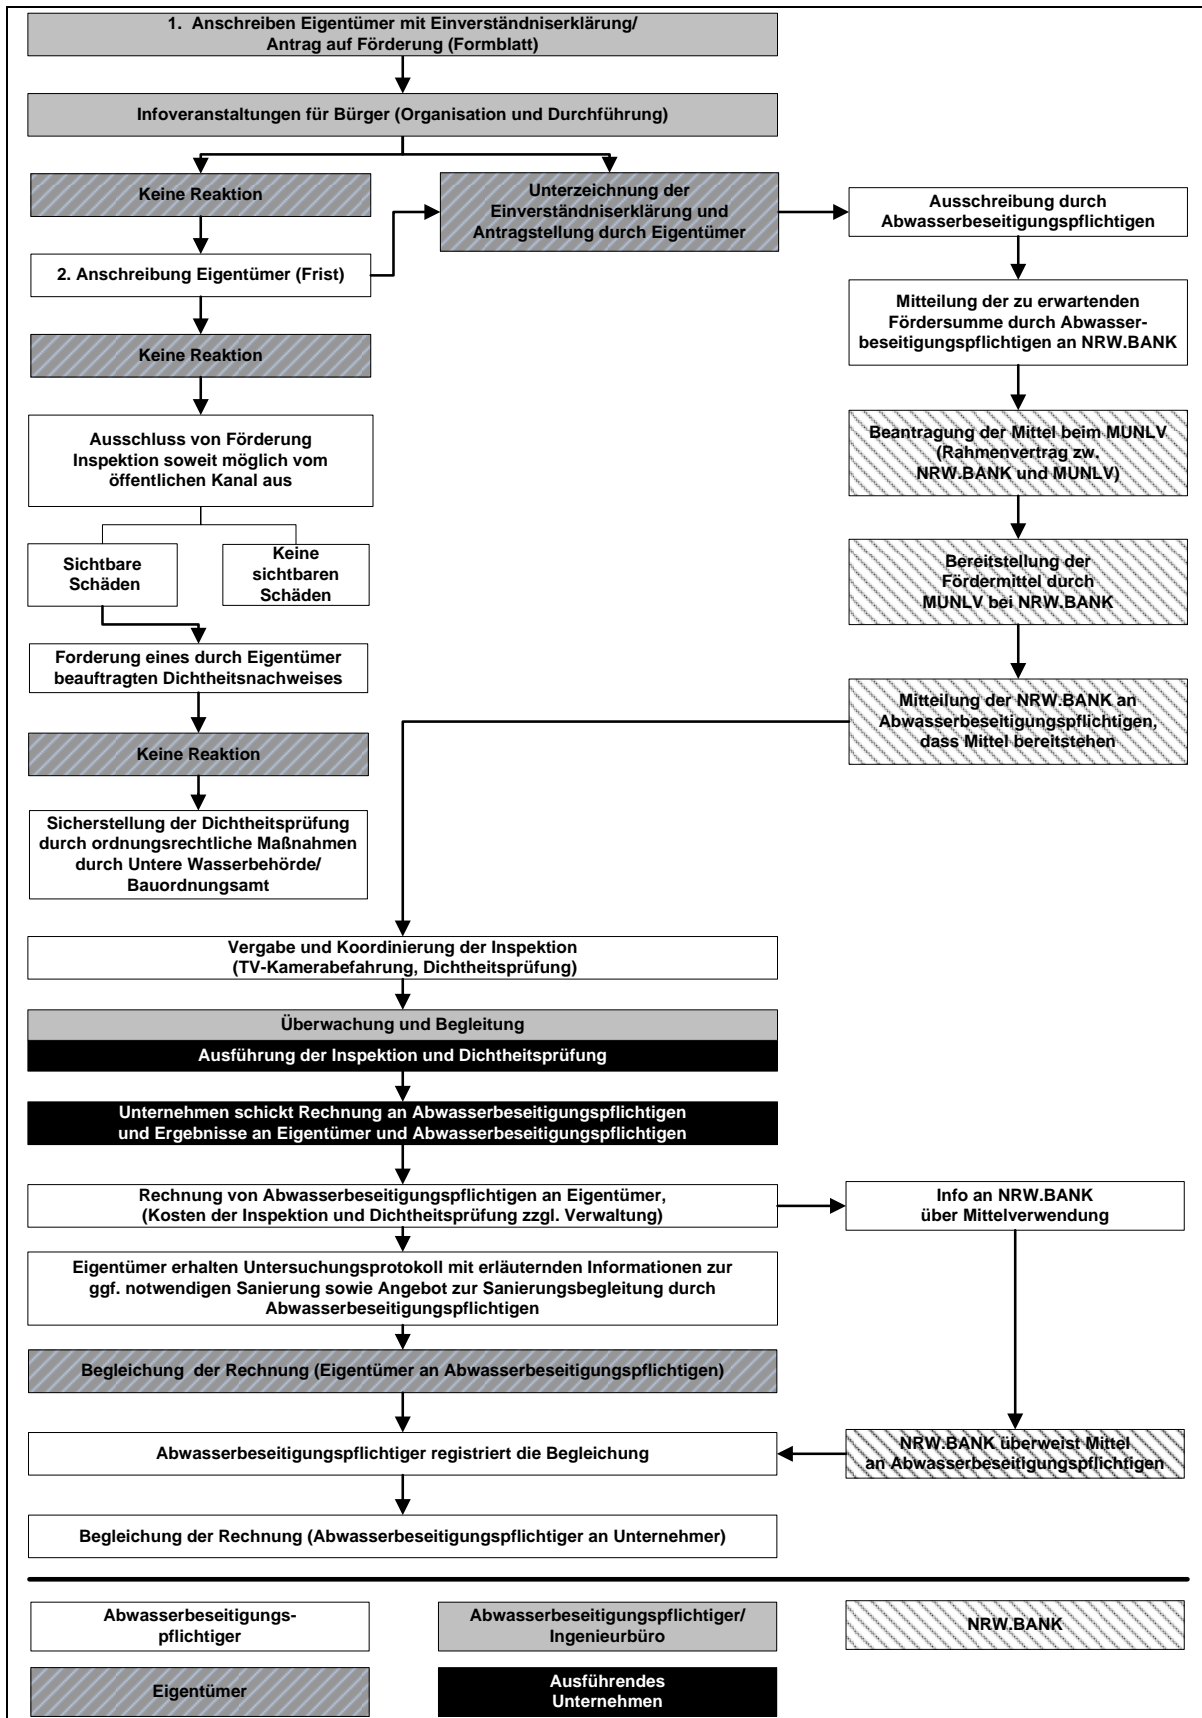 1. Anschreiben Eigentümer mit Einverständniserklärung/
Antrag auf Förderung (Formblatt)
Infoveranstaltungen für Bürger (Organisation und Durchführung)
Keine Reaktion
Unterzeichnung der
Einverständniserklärung und
Antragstellung durch Eigentümer
Ausschreibung durch
Abwasserbeseitigungspflichtigen
2. Anschreibung Eigentümer (Frist)
Mitteilung der zu erwartenden
Fördersumme durch Abwasser-
beseitigungspflichtigen an NRW.BANK
Keine Reaktion
Ausschluss von Förderung
Inspektion soweit möglich vom
öffentlichen Kanal aus
Beantragung der Mittel beim MUNLV
(Rahmenvertrag zw.
NRW.BANK und MUNLV)
Sichtbare
Schäden
Keine
sichtbaren
Schäden
Bereitstellung der
Fördermittel durch
MUNLV bei NRW.BANK
Forderung eines durch Eigentümer
beauftragten Dichtheitsnachweises
Mitteilung der NRW.BANK an
Abwasserbeseitigungspflichtigen,
dass Mittel bereitstehen
Keine Reaktion
Sicherstellung der Dichtheitsprüfung
durch ordnungsrechtliche Maßnahmen
durch Untere Wasserbehörde/
Bauordnungsamt
Vergabe und Koordinierung der Inspektion
(TV-Kamerabefahrung, Dichtheitsprüfung)
Überwachung und Begleitung
Ausführung der Inspektion und Dichtheitsprüfung
Unternehmen schickt Rechnung an Abwasserbeseitigungspflichtigen
und Ergebnisse an Eigentümer und Abwasserbeseitigungspflichtigen
Rechnung von Abwasserbeseitigungspflichtigen an Eigentümer,
(Kosten der Inspektion und Dichtheitsprüfung zzgl. Verwaltung)
Info an NRW.BANK
über Mittelverwendung
Eigentümer erhalten Untersuchungsprotokoll mit erläuternden Informationen zur
ggf. notwendigen Sanierung sowie Angebot zur Sanierungsbegleitung durch
Abwasserbeseitigungspflichtigen
Begleichung der Rechnung (Eigentümer an Abwasserbeseitigungspflichtigen)
Abwasserbeseitigungspflichtiger registriert die Begleichung
NRW.BANK überweist Mittel
an Abwasserbeseitigungspflichtigen
Begleichung der Rechnung (Abwasserbeseitigungspflichtiger an Unternehmer)
Abwasserbeseitigungs-
pflichtiger
Abwasserbeseitigungspflichtiger/
Ingenieurbüro
NRW.BANK
Eigentümer
Ausführendes
Unternehmen